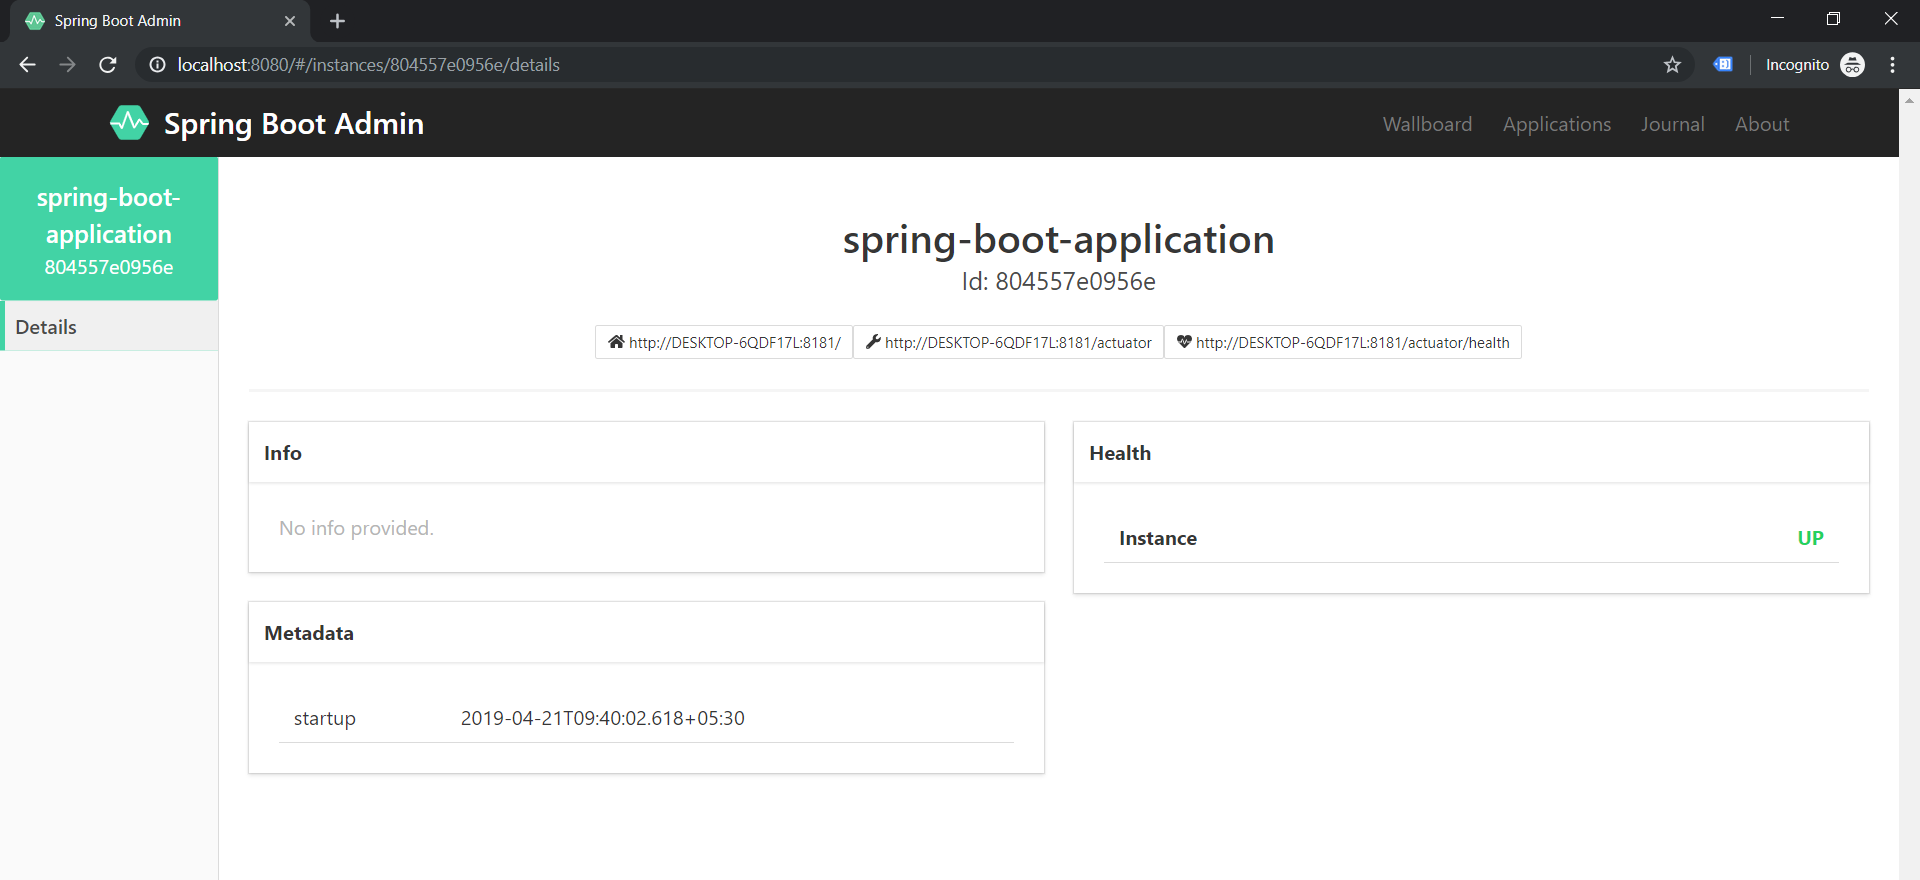 Spring Boot Admin
localhost:8080/#/instances/804557e0956e/details
Incognito
Spring Boot Admin
Wallboard Applications Journal About
spring-boot-
application
804557e0956e
Details
spring-boot-application
Id: 804557e0956e
http://DESKTOP-6QDF17L:8181/ http://DESKTOP-6QDF17L:8181/actuator http://DESKTOP-6QDF17L:8181/actuator/health
Info
No info provided.
Health
Instance UP
Metadata
startup 2019-04-21T09:40:02.618+05:30